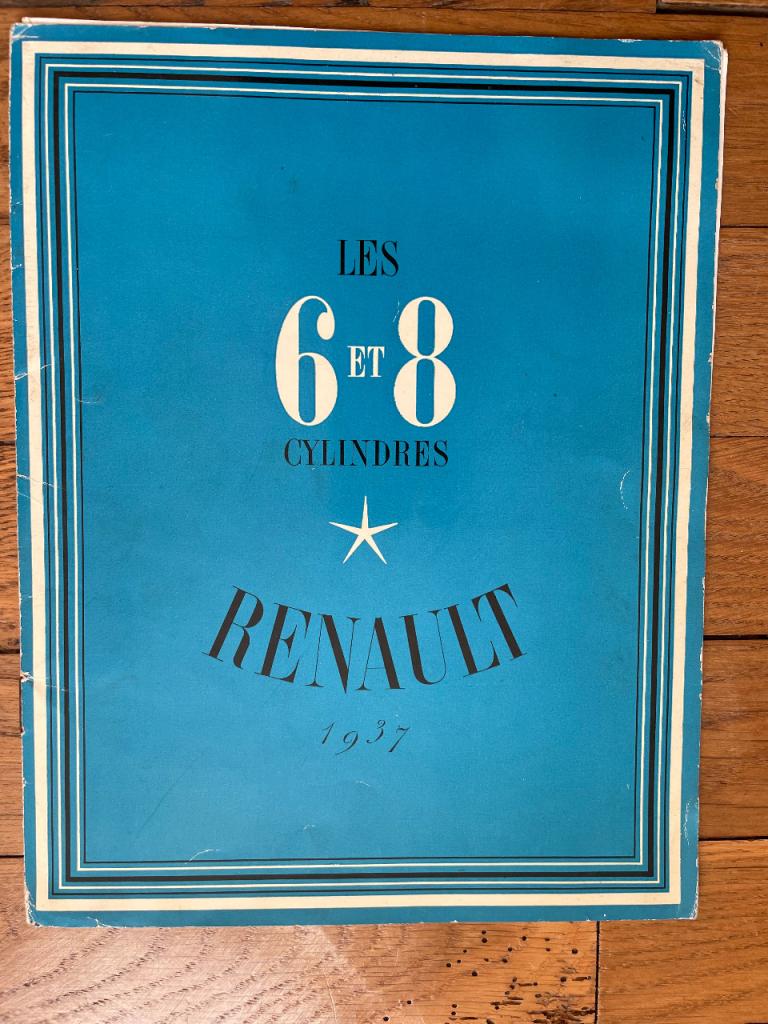 LES
6 ET 8
CYLINDRES
RENAULT
1937